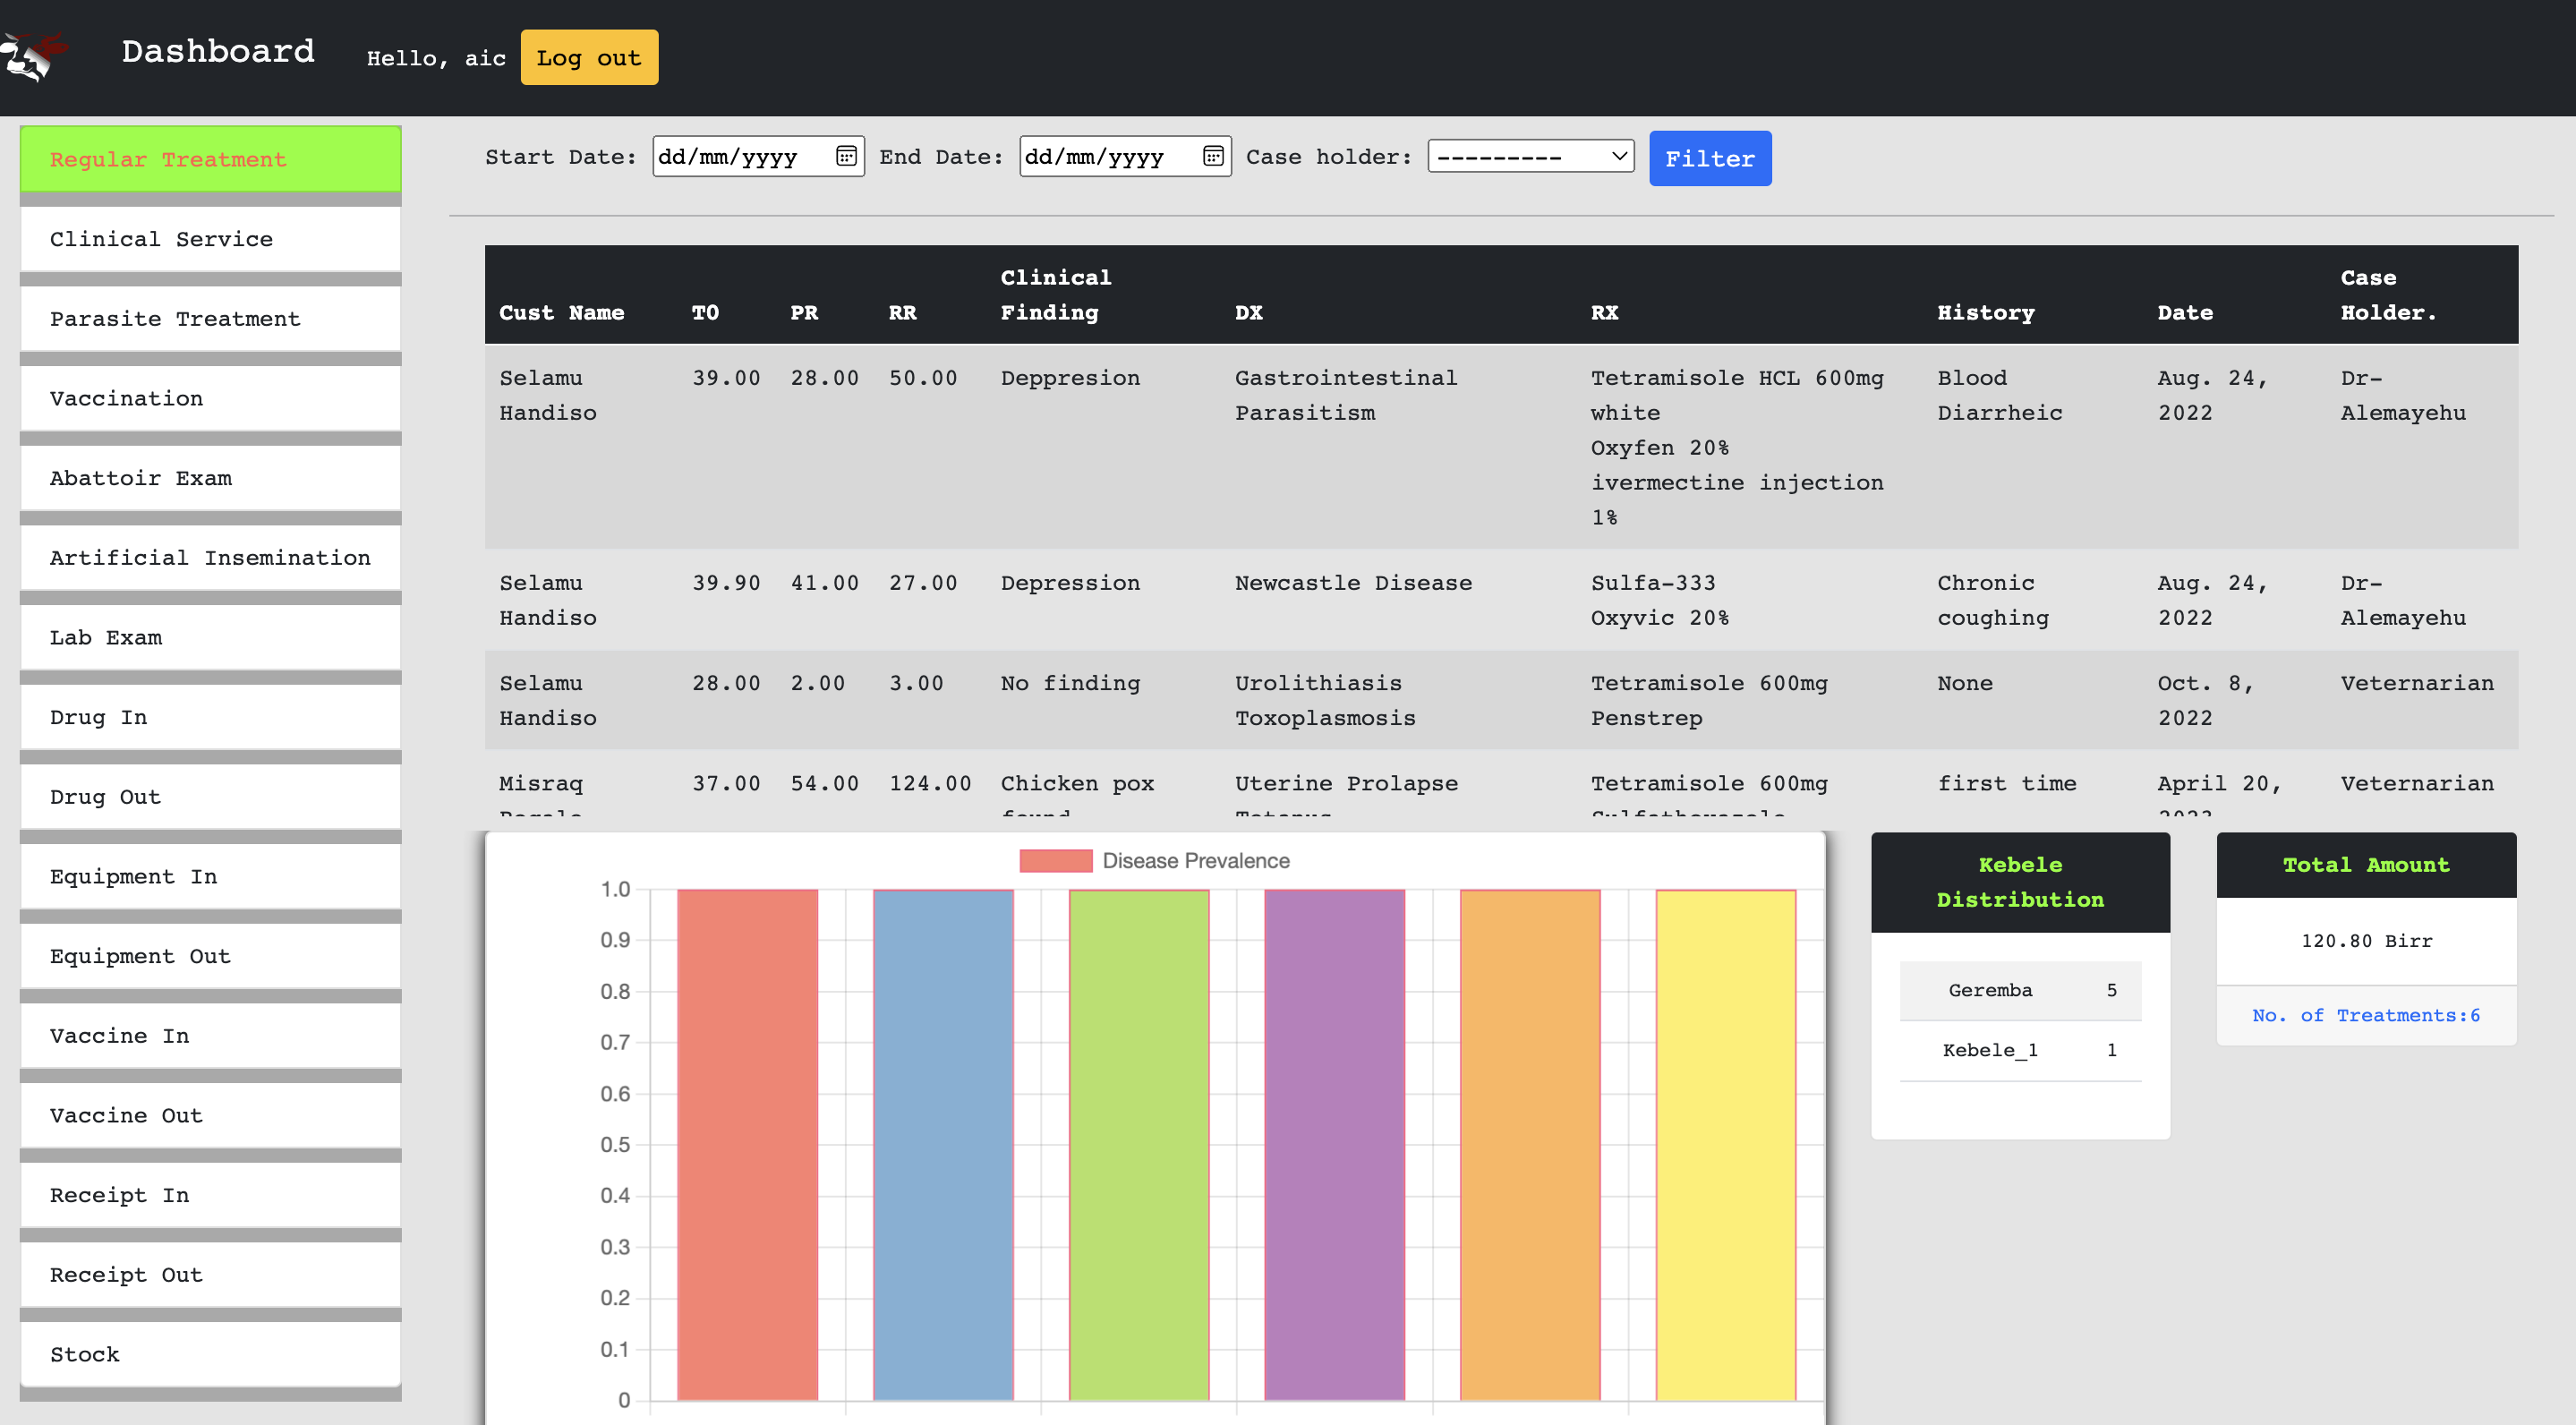 Dashboard Hello, aic Log out
Regular Treatment
Clinical Service
Parasite Treatment
Vaccination
Abattoir Exam
Artificial Insemination
Lab Exam
Drug In
Drug Out
Equipment In
Equipment Out
Vaccine In
Vaccine Out
Receipt In
Receipt Out
Stock
Start Date: dd/mm/yyyy End Date: dd/mm/yyyy Case holder: --------- Filter
Cust Name T0 PR RR Clinical Finding DX RX History Date Case Holder.
Selamu 39.00 28.00 50.00 Deppresion Gastrointestinal Tetramisole HCL 600mg Blood Aug. 24, Dr-
Handiso Parasitism white Diarrheic 2022 Alemayehu
Oxyfen 20%
ivermectine injection
1%
Selamu 39.90 41.00 27.00 Depression Newcastle Disease Sulfa-333 Chronic Aug. 24, Dr-
Handiso Oxyvic 20% coughing 2022 Alemayehu
Selamu 28.00 2.00 3.00 No finding Urolithiasis Tetramisole 600mg None Oct. 8, Veternarian
Handiso Toxoplasmosis Penstrep 2022
Misraq 37.00 54.00 124.00 Chicken pox Uterine Prolapse Tetramisole 600mg first time April 20, Veternarian
found Tetanus 2023
Disease Prevalence
1.0
0.9
0.8
0.7
0.6
0.5
0.4
0.3
0.2
0.1
0
Kebele
Distribution
Geremba 5
Kebele_1 1
Total Amount
120.80 Birr
No. of Treatments:6